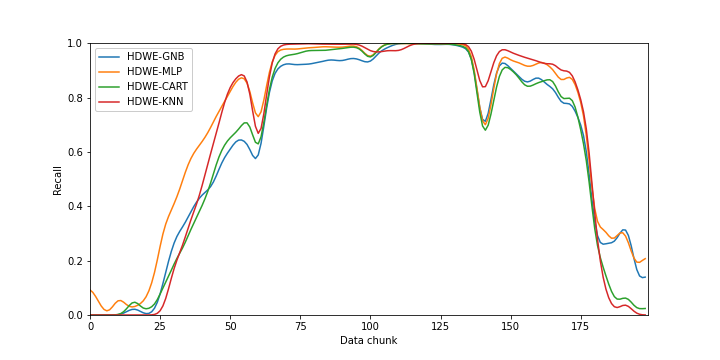 HDWE-GNB
HDWE-MLP
HDWE-CART
HDWE-KNN
1.0
0.8
0.6
0.4
0.2
0.0
Recall
0 25 50 75 100 125 150 175
Data chunk